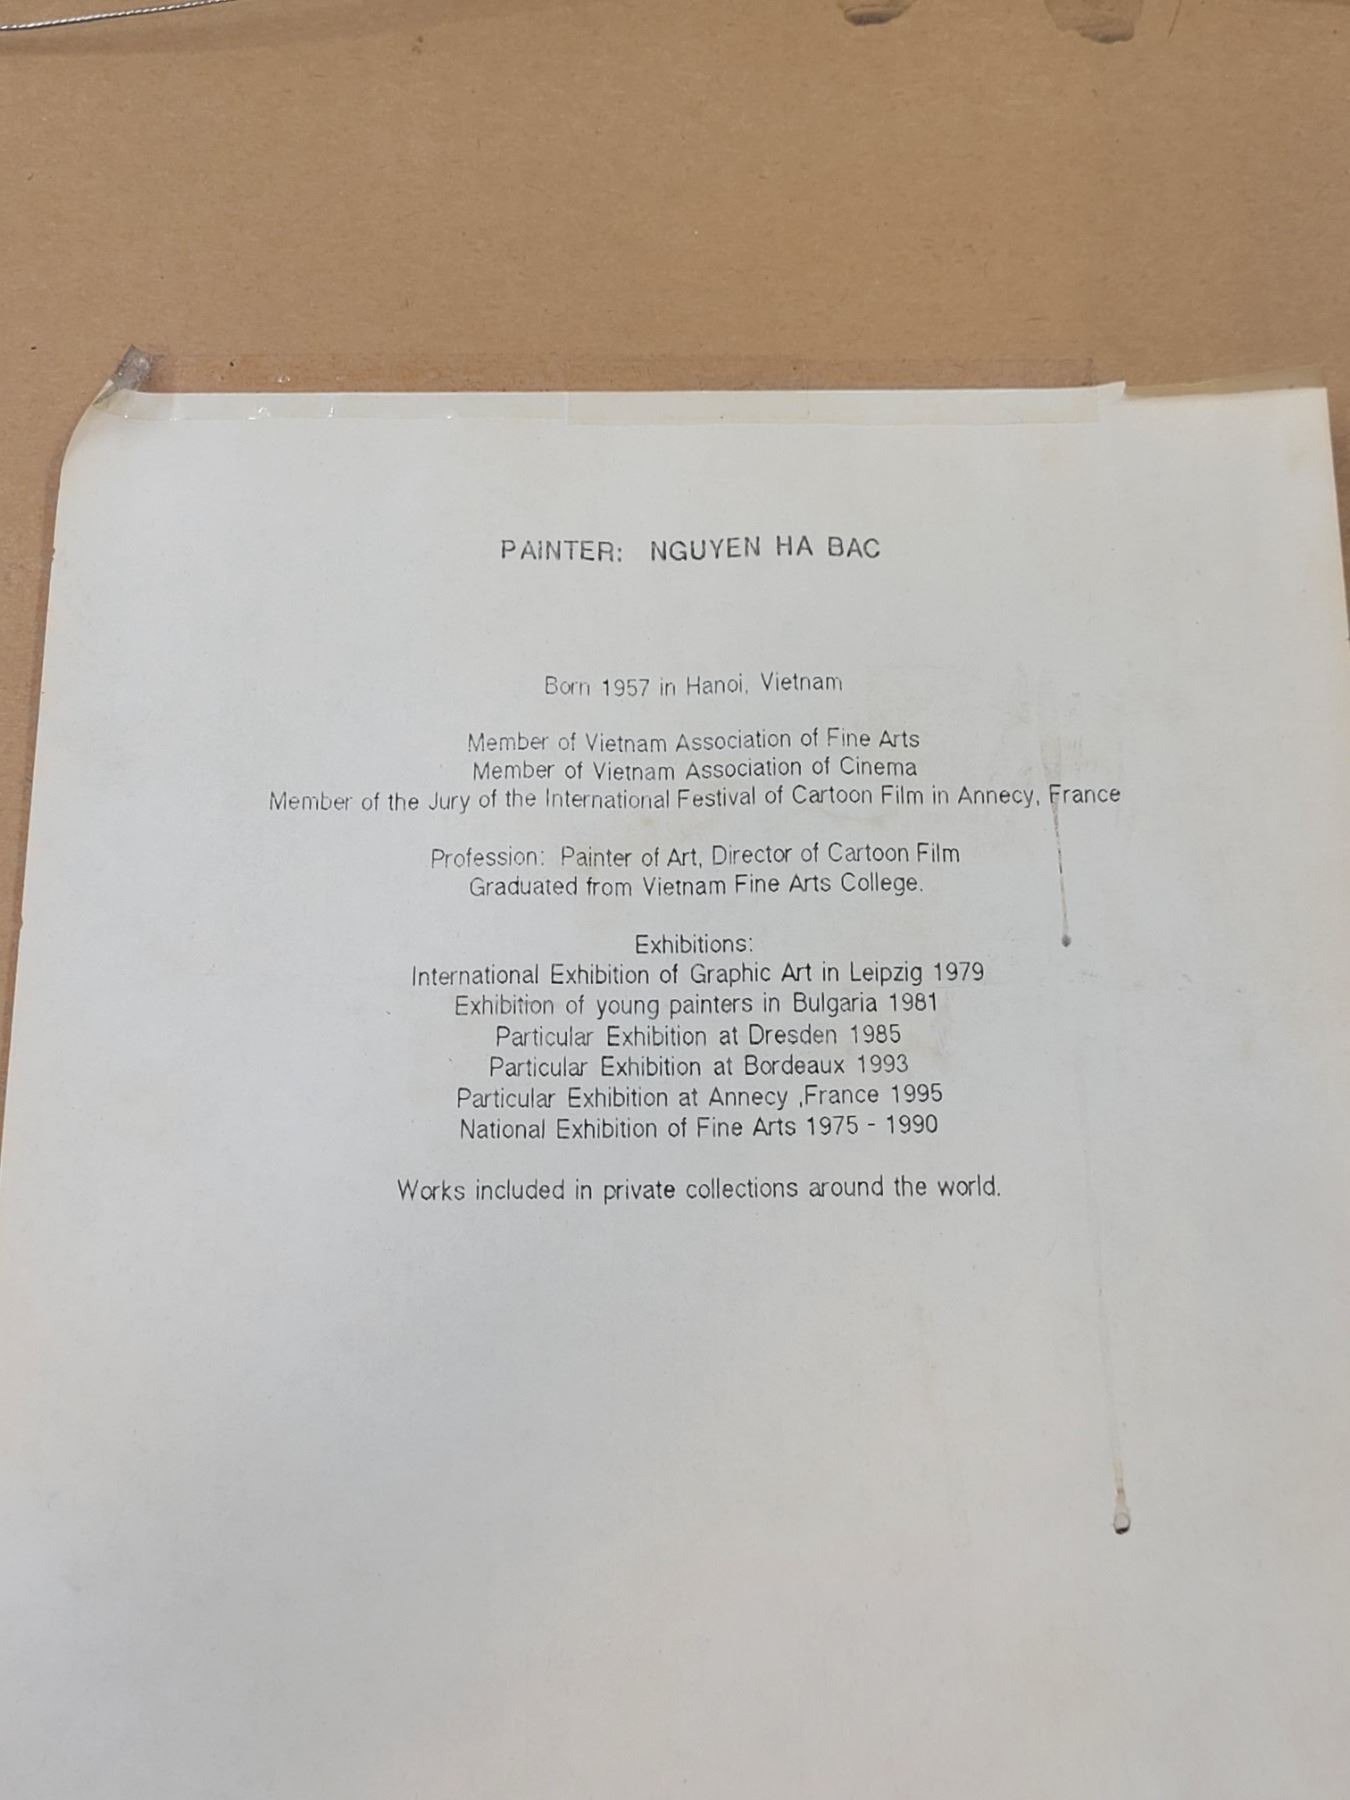 PAINTER: NGUYEN HA BAC
Born 1957 in Hanoi, Vietnam
Member of Vietnam Association of Fine Arts
Member of Vietnam Association of Cinema
Member of the Jury of the International Festival of Cartoon Film in Annecy, France
Profession: Painter of Art, Director of Cartoon Film
Graduated from Vietnam Fine Arts College.
Exhibitions:
International Exhibition of Graphic Art in Leipzig 1979
Exhibition of young painters in Bulgaria 1981
Particular Exhibition at Dresden 1985
Particular Exhibition at Bordeaux 1993
Particular Exhibition at Annecy ,France 1995
National Exhibition of Fine Arts 1975 - 1990
Works included in private collections around the world.